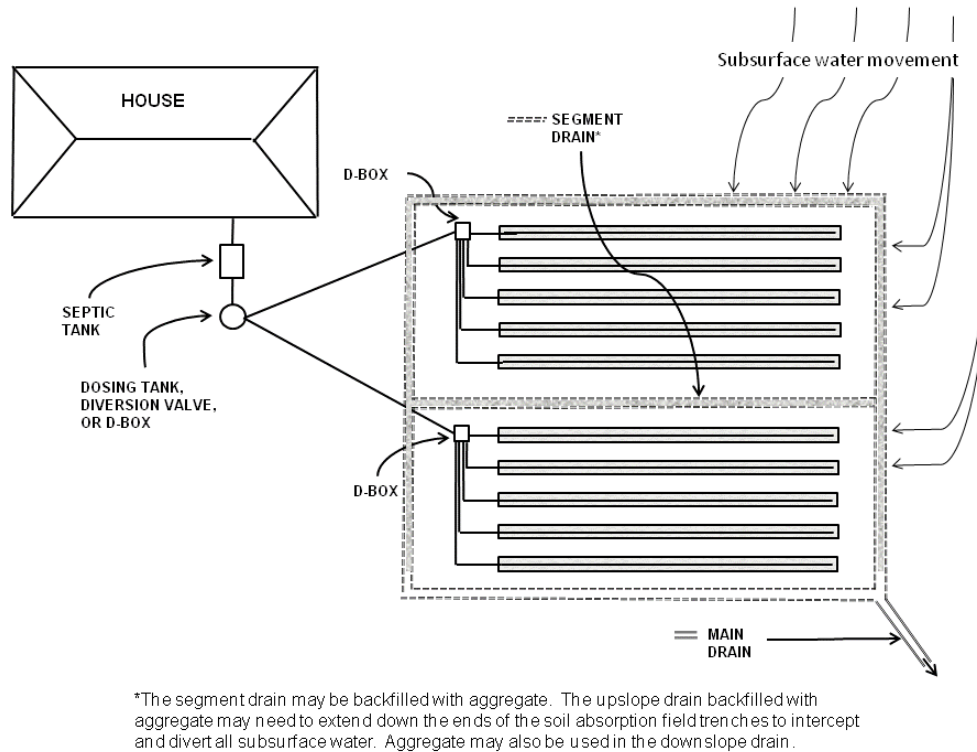 Subsurface water movement
HOUSE
SEGMENT
DRAIN*
D-BOX
SEPTIC
TANK
DOSING TANK,
DIVERSION VALVE,
OR D-BOX
D-BOX
MAIN
DRAIN
*The segment drain may be backfilled with aggregate.  The upslope drain backfilled with
aggregate may need to extend down the ends of the soil absorption field trenches to intercept
and divert all subsurface water.  Aggregate may also be used in the downslope drain.